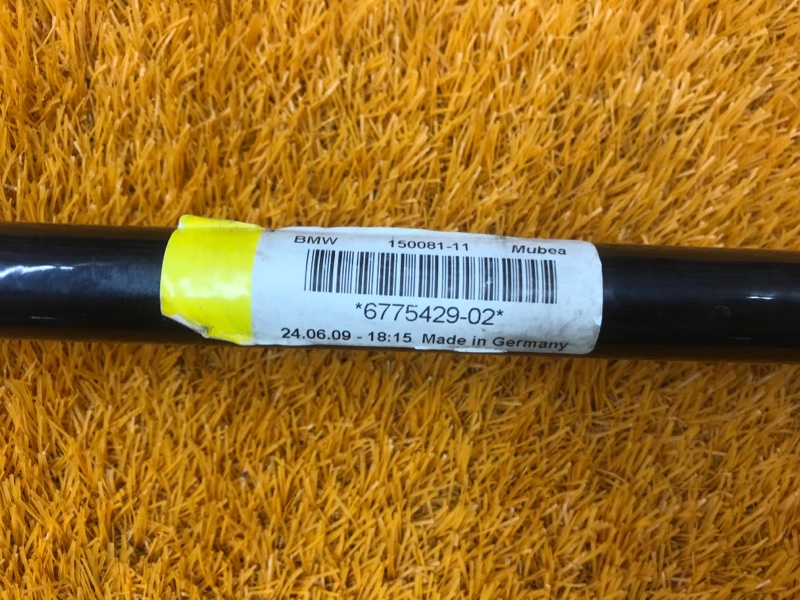 BMW 150081-11 Mubea
*6775429-02*
24.06.09 - 18:15 Made in Germany